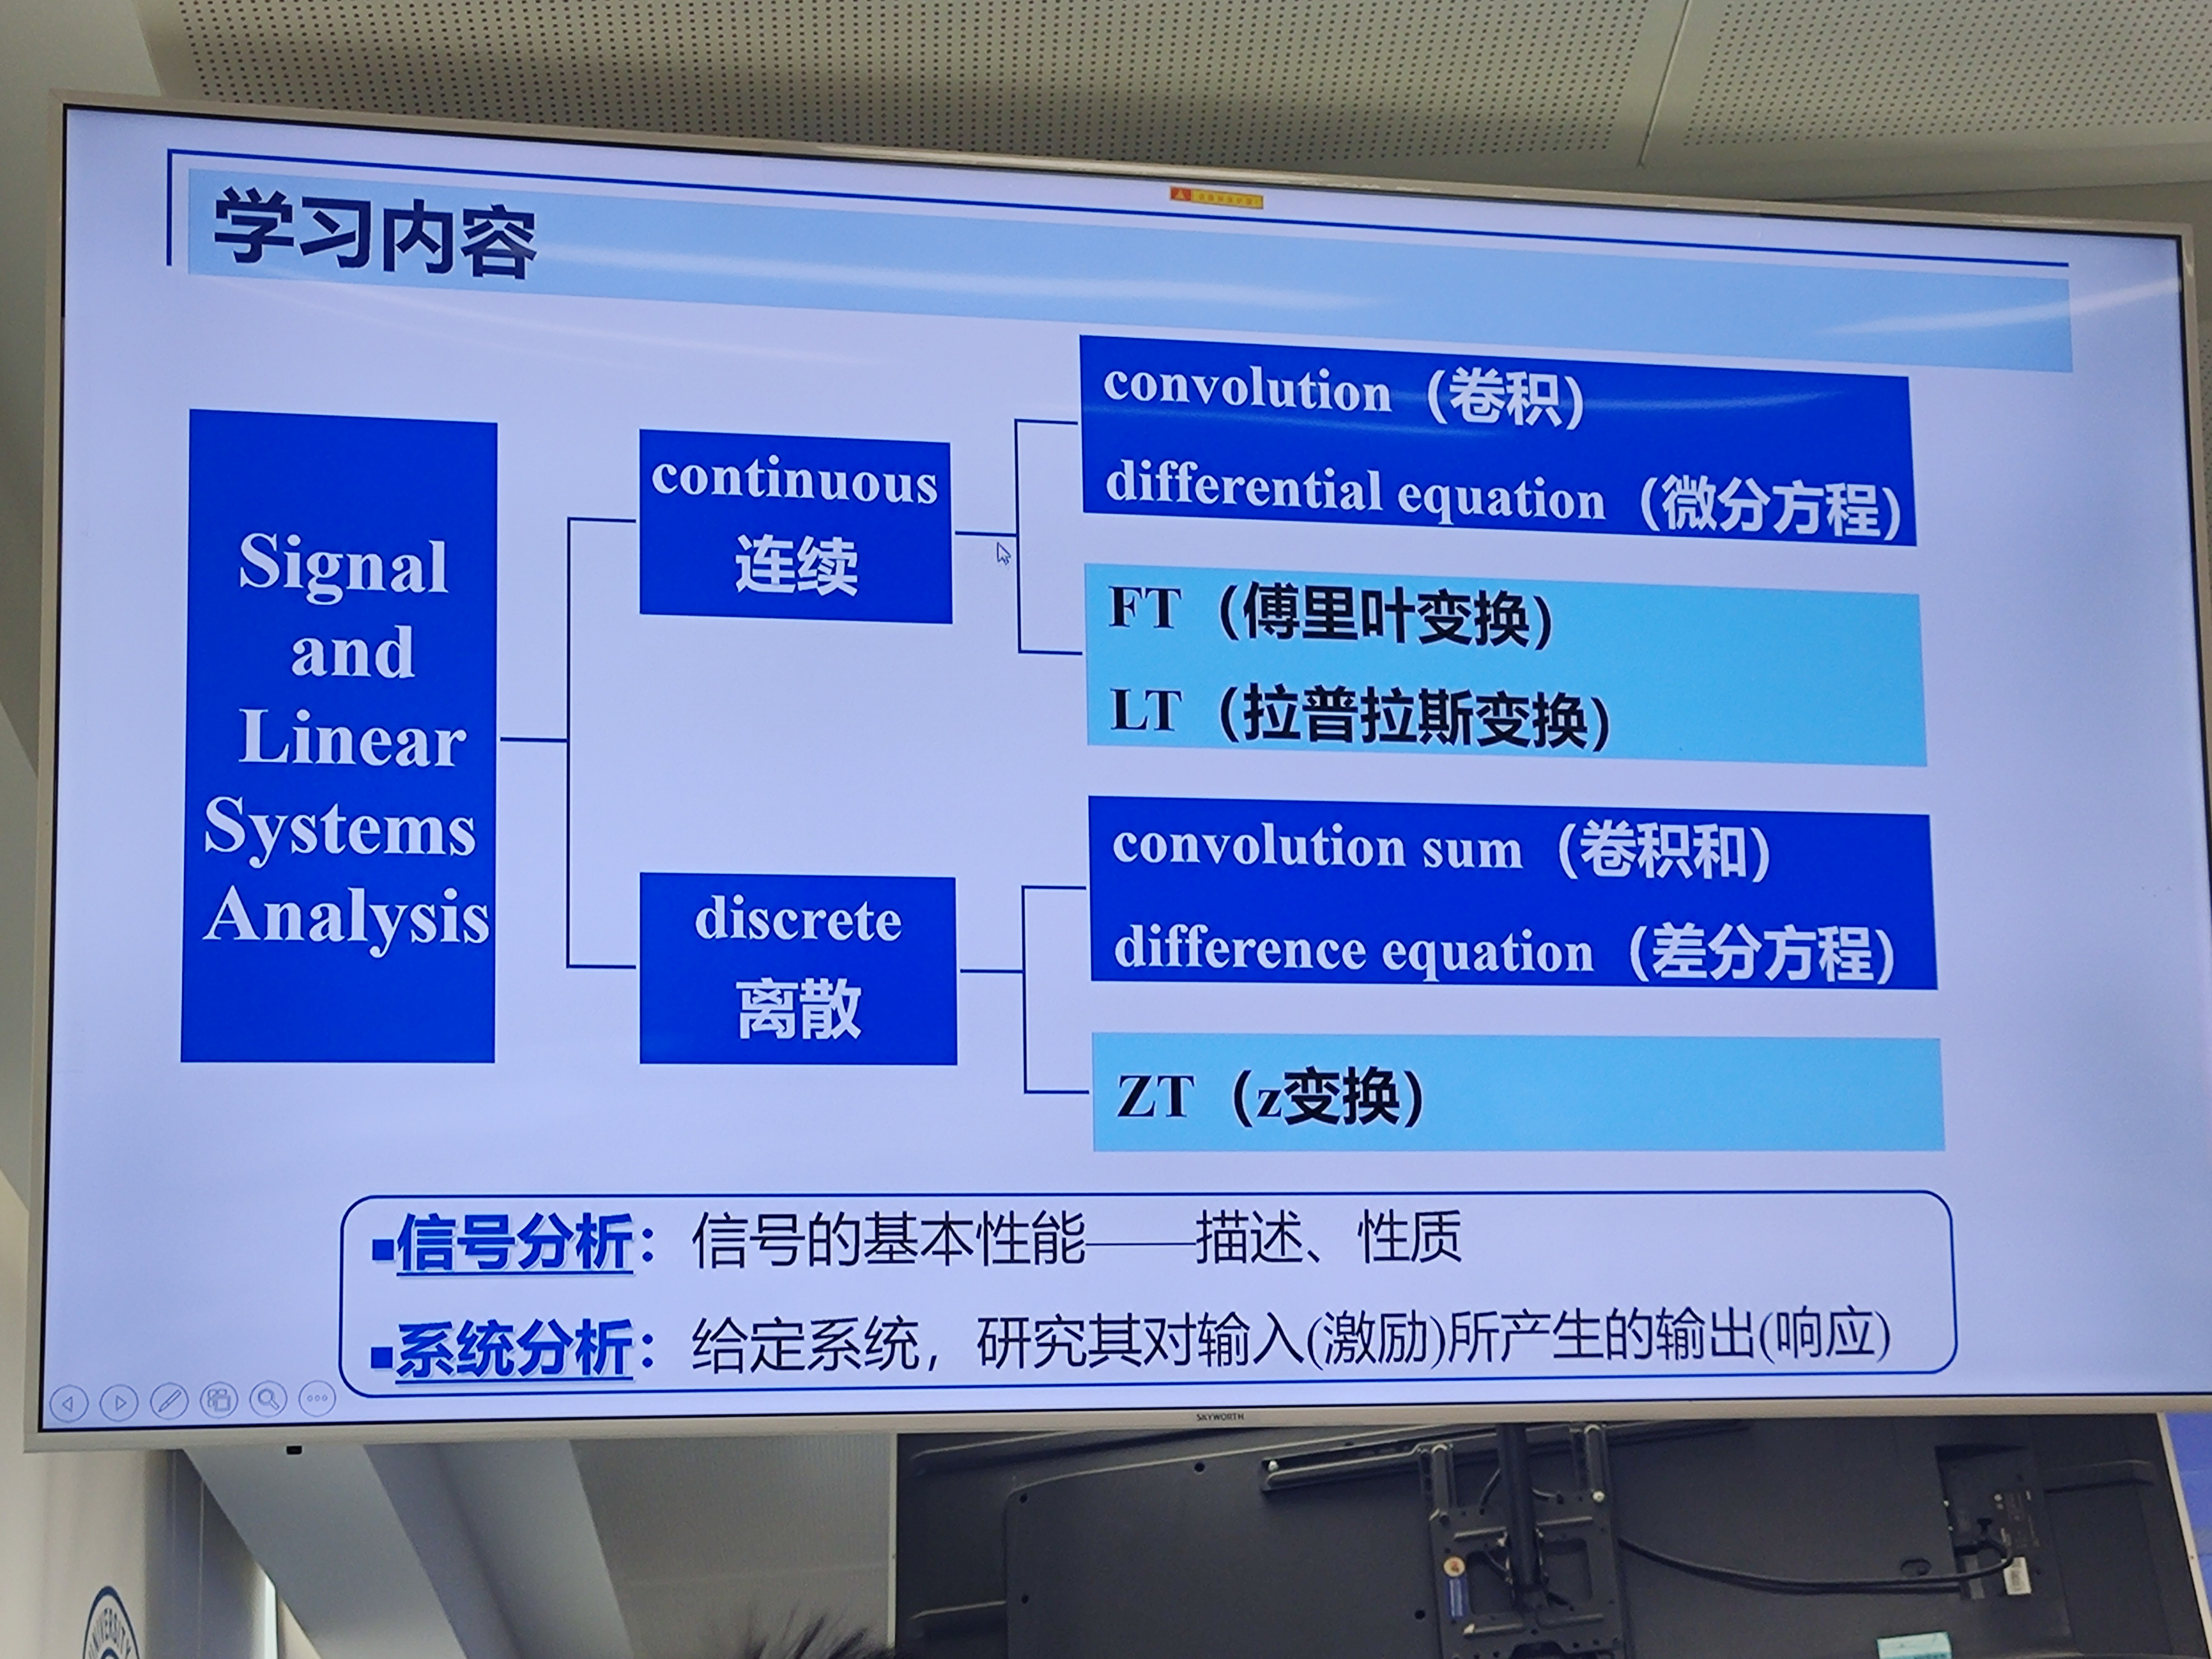 学习内容
Signal
and
Linear
Systems
Analysis
continuous
连续
convolution（卷积）
differential equation（微分方程）
FT（傅里叶变换）
LT（拉普拉斯变换）
discrete
离散
convolution sum（卷积和）
difference equation（差分方程）
ZT（z变换）
▪信号分析：信号的基本性能——描述、性质
▪系统分析：给定系统，研究其对输入(激励)所产生的输出(响应)
SKYWORTH
UNIVERSITY